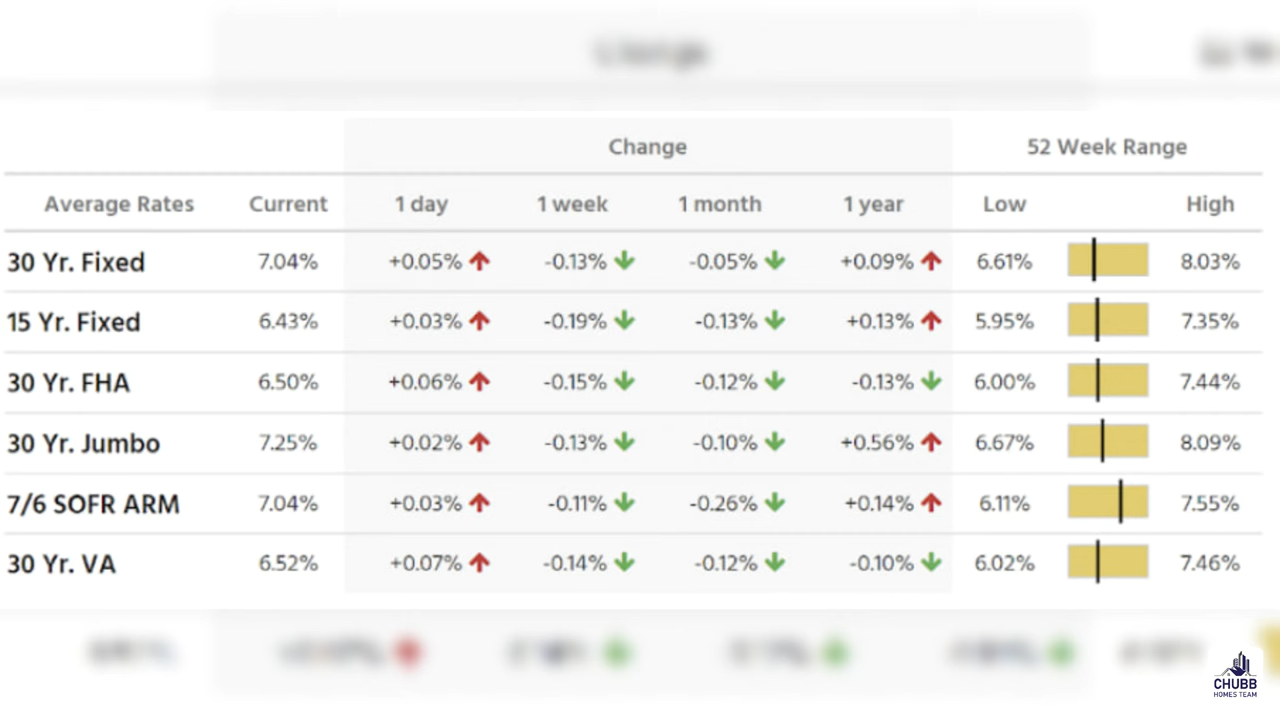 Change 52 Week Range
Average Rates Current 1 day 1 week 1 month 1 year Low High
30 Yr. Fixed 7.04% +0.05% -0.13% -0.05% +0.09% 6.61% 8.03%
15 Yr. Fixed 6.43% +0.03% -0.19% -0.13% +0.13% 5.95% 7.35%
30 Yr. FHA 6.50% +0.06% -0.15% -0.12% -0.13% 6.00% 7.44%
30 Yr. Jumbo 7.25% +0.02% -0.13% -0.10% +0.56% 6.67% 8.09%
7/6 SOFR ARM 7.04% +0.03% -0.11% -0.26% +0.14% 6.11% 7.55%
30 Yr. VA 6.52% +0.07% -0.14% -0.12% -0.10% 6.02% 7.46%
CHUBB
HOMES TEAM